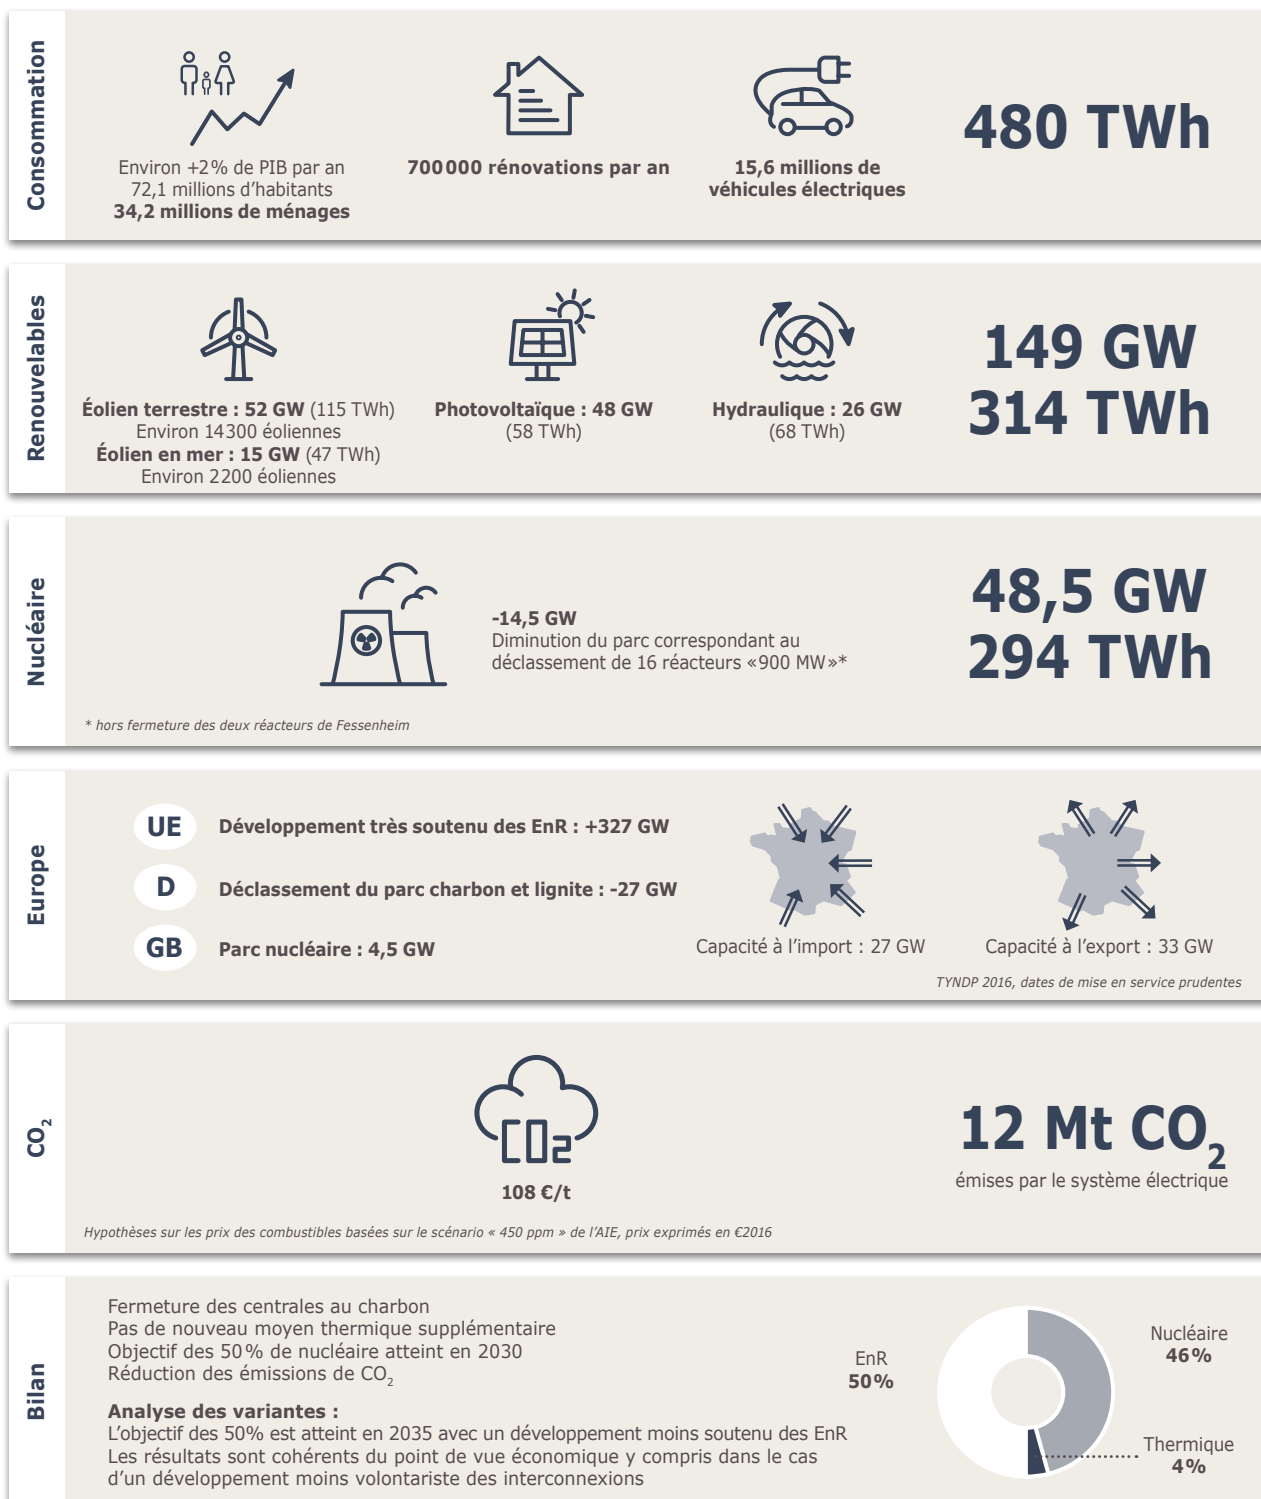 Consommation
Environ +2% de PIB par an
72,1 millions d'habitants
34,2 millions de ménages
700 000 rénovations par an
15,6 millions de
véhicules électriques
480 TWh
Renouvelables
Éolien terrestre : 52 GW (115 TWh)
Environ 14300 éoliennes
Éolien en mer : 15 GW (47 TWh)
Environ 2200 éoliennes
Photovoltaïque : 48 GW
(58 TWh)
Hydraulique : 26 GW
(68 TWh)
149 GW
314 TWh
Nucléaire
-14,5 GW
Diminution du parc correspondant au
déclassement de 16 réacteurs «900 MW»*
48,5 GW
294 TWh
* hors fermeture des deux réacteurs de Fessenheim
Europe
UE Développement très soutenu des EnR : +327 GW
D Déclassement du parc charbon et lignite : -27 GW
GB Parc nucléaire : 4,5 GW
Capacité à l'import : 27 GW
Capacité à l'export : 33 GW
TYNDP 2016, dates de mise en service prudentes
CO₂
CO₂
108 €/t
12 Mt CO₂
émises par le système électrique
Hypothèses sur les prix des combustibles basées sur le scénario « 450 ppm » de l'AIE, prix exprimés en €2016
Bilan
Fermeture des centrales au charbon
Pas de nouveau moyen thermique supplémentaire
Objectif des 50% de nucléaire atteint en 2030
Réduction des émissions de CO₂
Analyse des variantes :
L'objectif des 50% est atteint en 2035 avec un développement moins soutenu des EnR
Les résultats sont cohérents du point de vue économique y compris dans le cas
d'un développement moins volontariste des interconnexions
EnR
50%
Nucléaire
46%
Thermique
4%